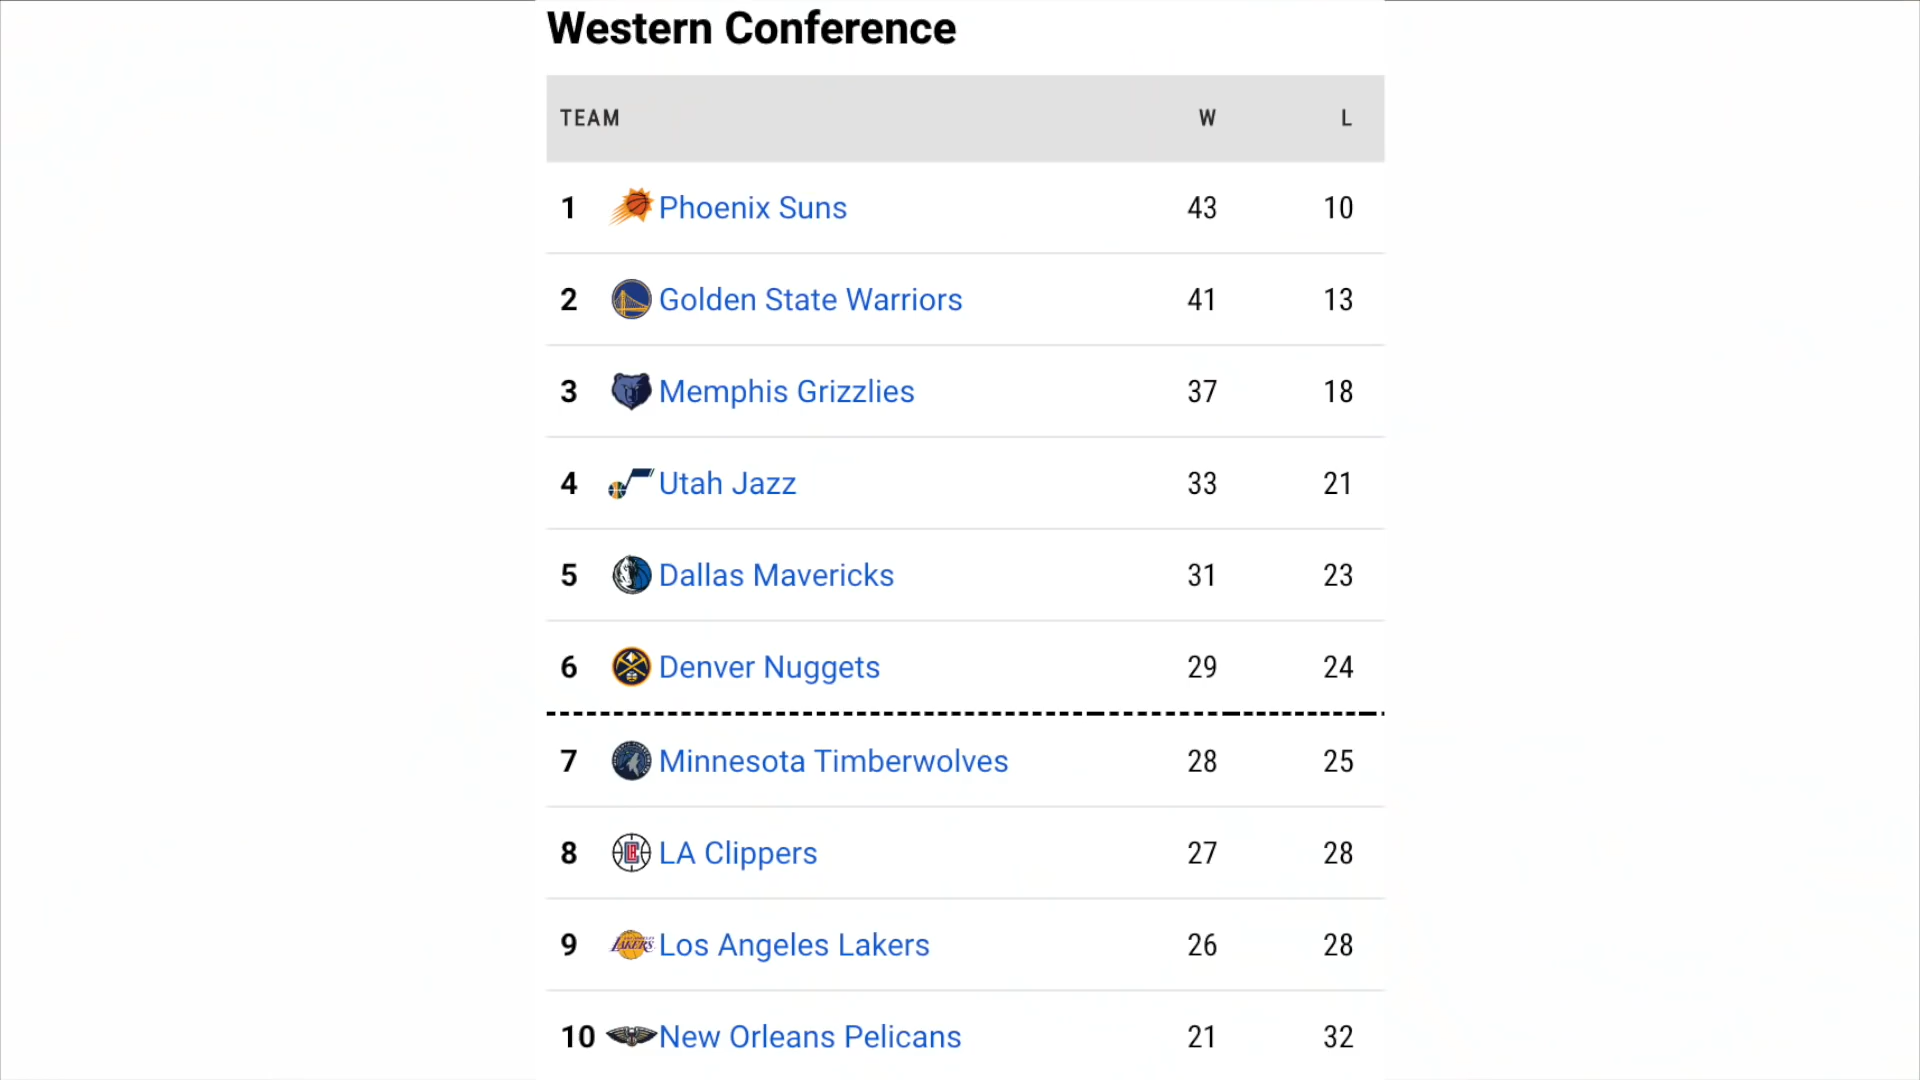 Western Conference
TEAM W L
1 Phoenix Suns 43 10
2 Golden State Warriors 41 13
3 Memphis Grizzlies 37 18
4 Utah Jazz 33 21
5 Dallas Mavericks 31 23
6 Denver Nuggets 29 24
7 Minnesota Timberwolves 28 25
8 LA Clippers 27 28
9 LAKERS Los Angeles Lakers 26 28
10 New Orleans Pelicans 21 32